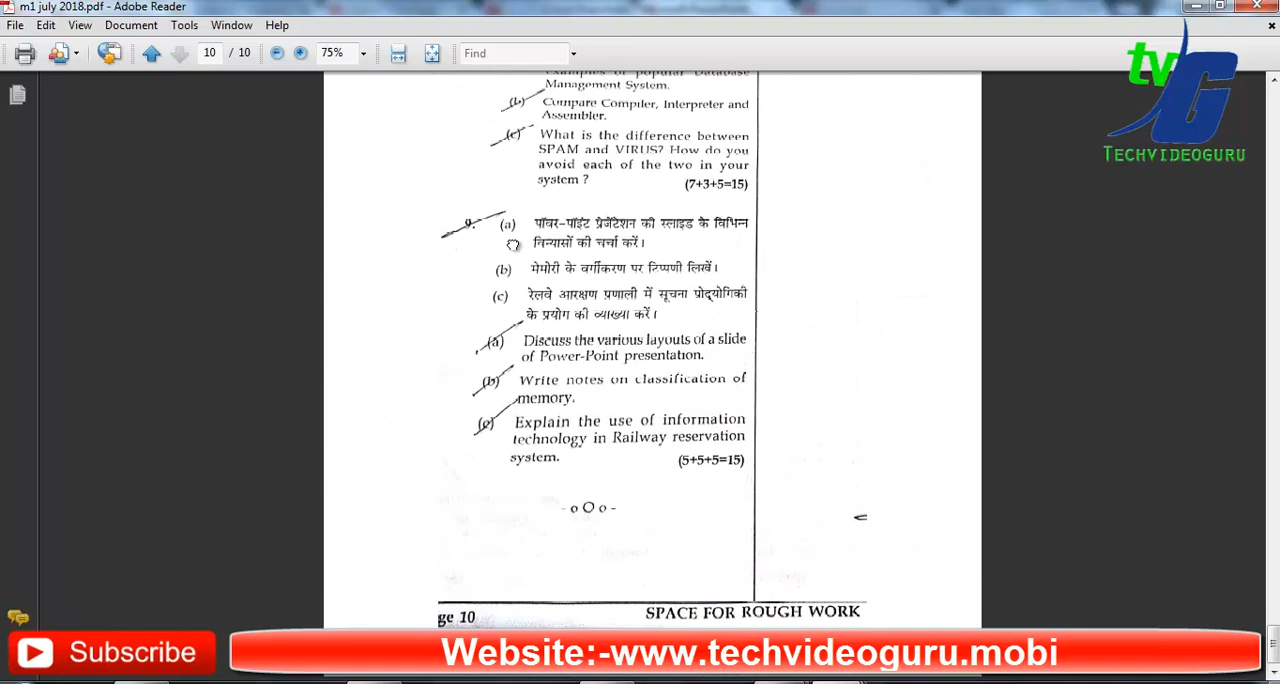 m1 july 2018.pdf - Adobe Reader
File Edit View Document Tools Window Help
10 / 10 75% Find
tv G
TECHVIDEOGURU
Examples of popular Database
Management System.
(b) Compare Compiler, Interpreter and
Assembler.
(c) What is the difference between
SPAM and VIRUS? How do you
avoid each of the two in your
system ? (7+3+5=15)
9. (a) पॉवर-पाइंट प्रेजेंटेशन की स्लाइड के विभिन्न
विन्यासों की चर्चा करें।
(b) मेमोरी के वर्गीकरण पर टिप्पणी लिखें।
(c) रेलवे आरक्षण प्रणाली में सूचना प्रोद्योगिकी
के प्रयोग की व्याख्या करें।
(a) Discuss the various layouts of a slide
of Power-Point presentation.
(b) Write notes on classification of
memory.
(c) Explain the use of information
technology in Railway reservation
system. (5+5+5=15)
- o O o -
ge 10 SPACE FOR ROUGH WORK
Subscribe
Website:-www.techvideoguru.mobi